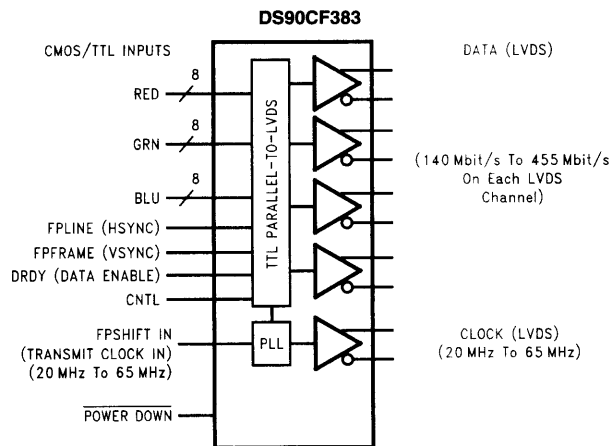 DS90CF383
CMOS/TTL INPUTS
DATA (LVDS)
8
RED
8
GRN
8
BLU
FPLINE (HSYNC)
FPFRAME (VSYNC)
DRDY (DATA ENABLE)
CNTL
FPSHIFT IN
(TRANSMIT CLOCK IN)
(20 MHz To 65 MHz)
POWER DOWN
TTL PARALLEL-TO-LVDS
PLL
(140 Mbit/s To 455 Mbit/s
On Each LVDS
Channel)
CLOCK (LVDS)
(20 MHz To 65 MHz)